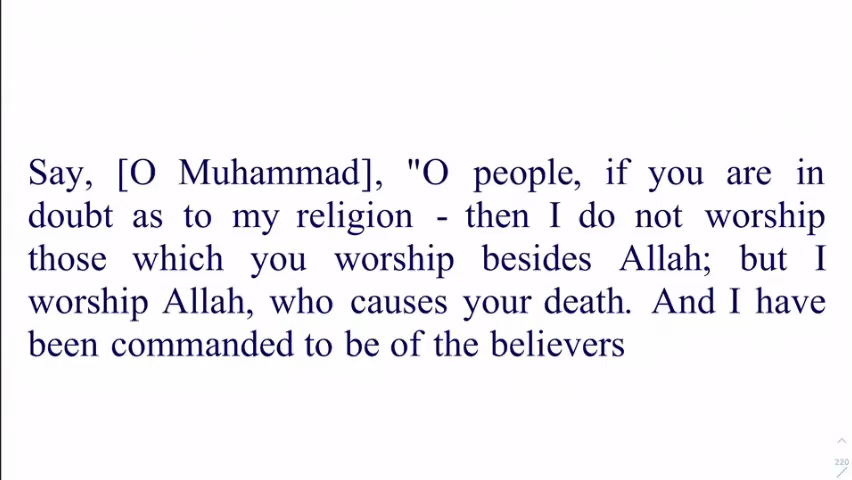 Say, [O Muhammad], "O people, if you are in
doubt as to my religion - then I do not worship
those which you worship besides Allah; but I
worship Allah, who causes your death. And I have
been commanded to be of the believers
220